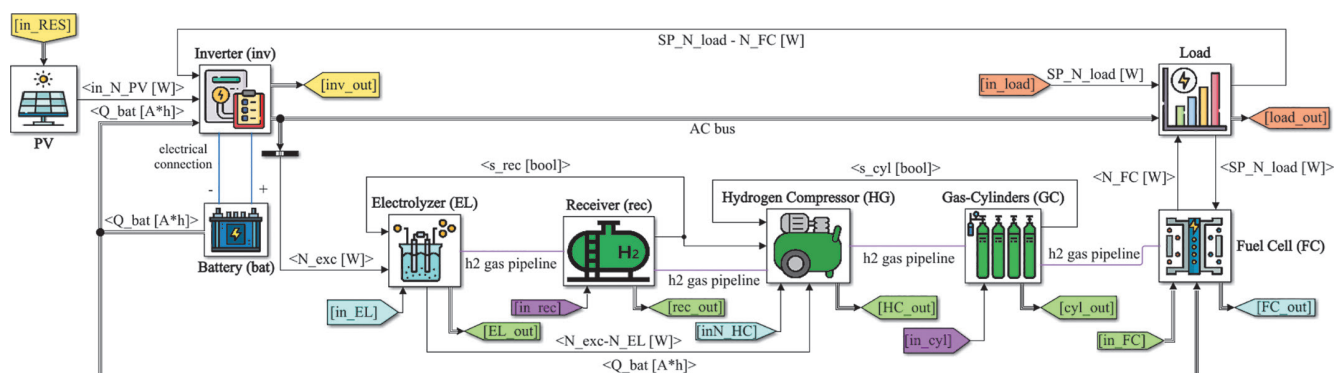 [in_RES]
SP_N_load - N_FC [W]
Inverter (inv)
Load
<in_N_PV [W]>
[inv_out]
[in_load]
SP_N_load [W]
<Q_bat [A*h]>
[load_out]
PV
AC bus
electrical
connection
-
+
<s_rec [bool]>
<s_cyl [bool]>
<N_FC [W]>
<SP_N_load [W]>
Electrolyzer (EL)
Receiver (rec)
Hydrogen Compressor (HG)
Gas-Cylinders (GC)
<Q_bat [A*h]>
H2
Fuel Cell (FC)
Battery (bat)
<N_exc [W]>
h2 gas pipeline
h2 gas pipeline
h2 gas pipeline
h2 gas pipeline
[in_EL]
[in_rec]
[rec_out]
[HC_out]
[cyl_out]
[FC_out]
[EL_out]
[inN_HC]
[in_cyl]
[in_FC]
<N_exc-N_EL [W]>
<Q_bat [A*h]>